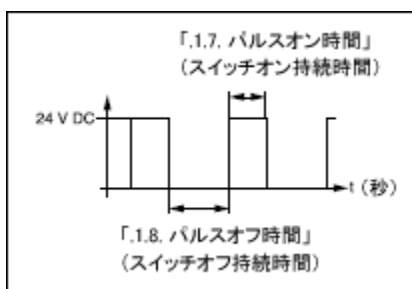 「.1.7. パルスオン時間」
（スイッチオン持続時間）
24 V DC
t（秒）
「.1.8. パルスオフ時間」
（スイッチオフ持続時間）